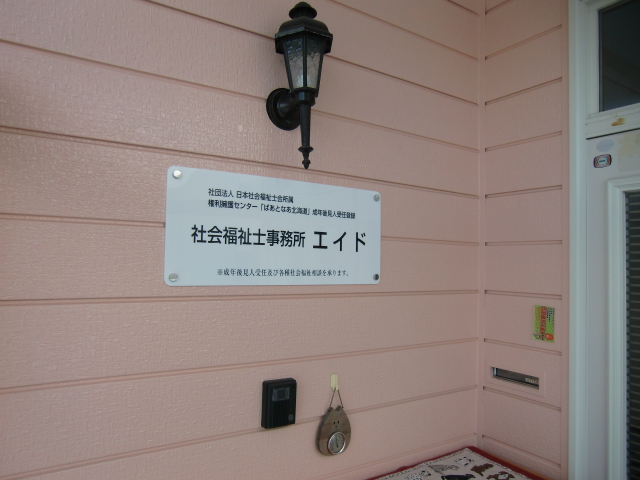 社団法人 日本社会福祉士会所属
権利擁護センター「ぱあとなあ北海道」成年後見人受任登録
社会福祉士事務所 エイド
※成年後見人受任及び各種社会福祉相談を承ります。